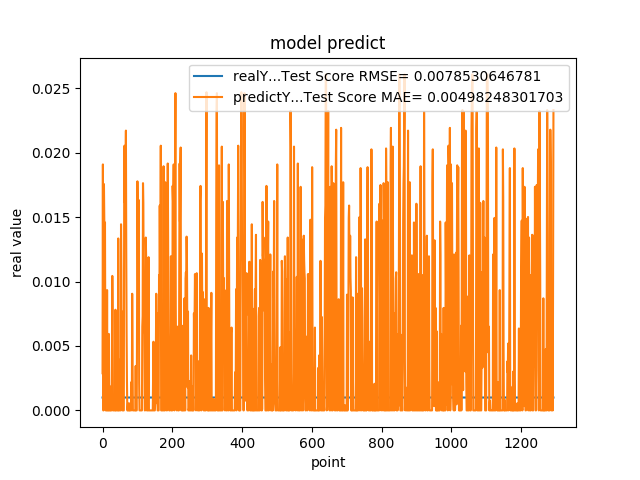 model predict
realY...Test Score RMSE= 0.0078530646781
predictY...Test Score MAE= 0.00498248301703
0.025
0.020
0.015
0.010
0.005
0.000
real value
0 200 400 600 800 1000 1200
point